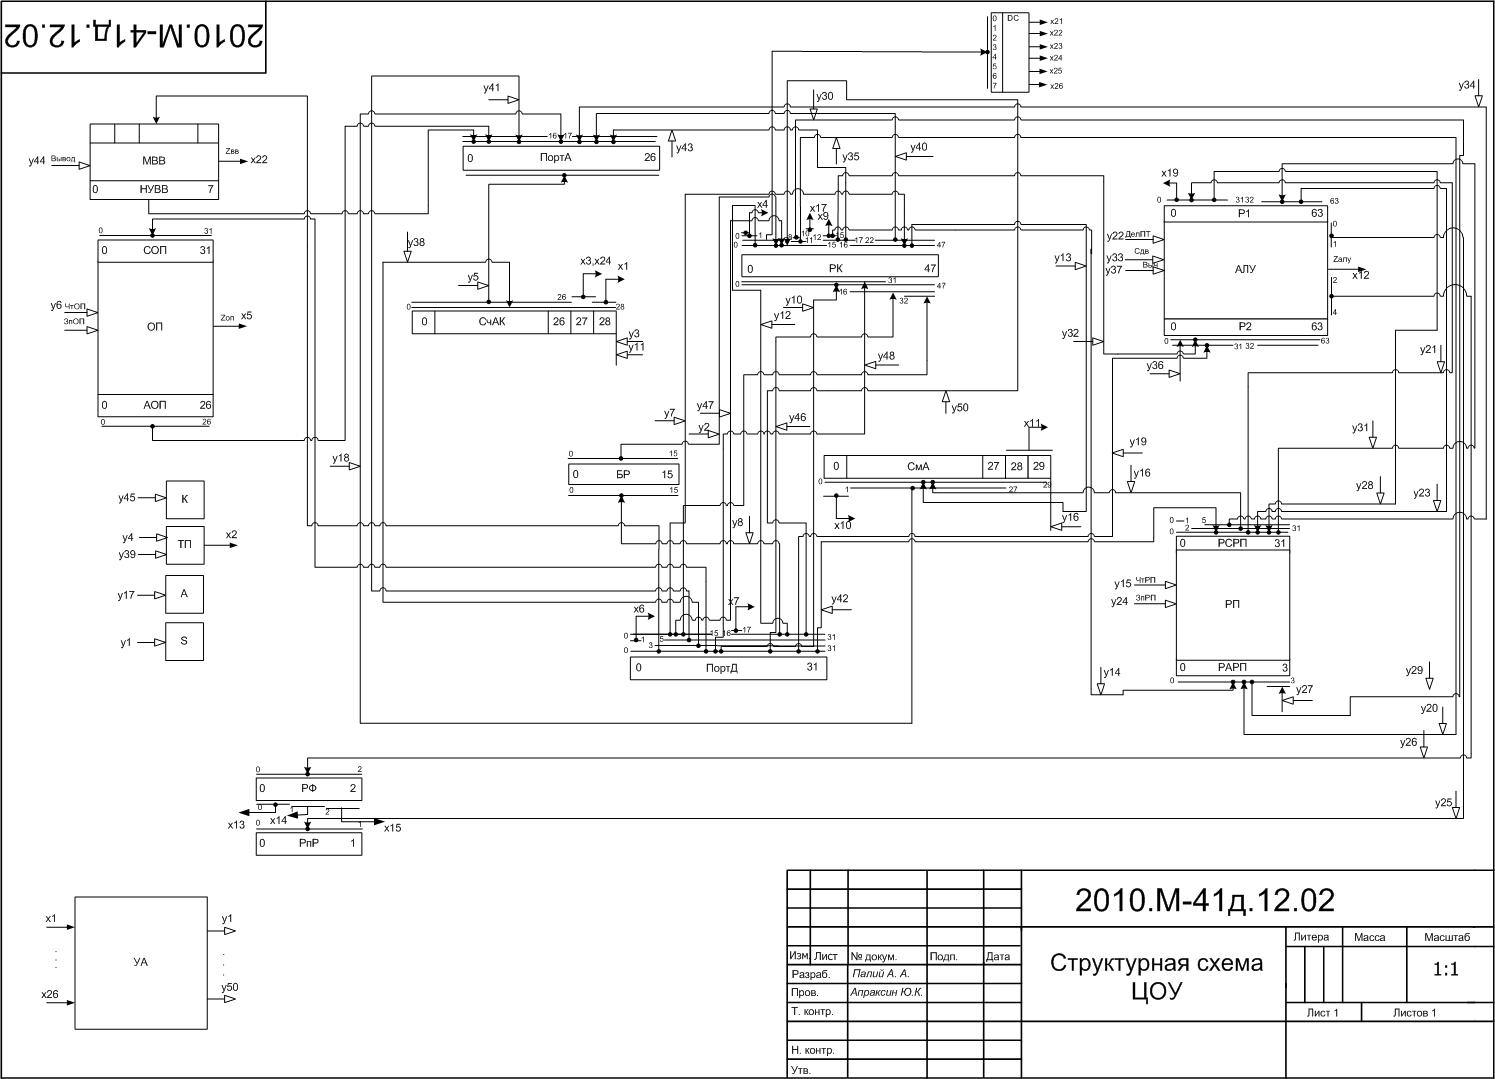 2010.М-41д.12.02
0 DC
1
2
3
4
5
6
7
x21
x22
x23
x24
x25
x26
y34
y41
y30
y43
y35
y40
16 17
0 ПортА 26
МВВ
0 НУВВ 7
y44 Вывод
Zвв
x22
0 31
0 СОП 31
ОП
y6 ЧтОП
ЗпОП
Zоп x5
0 АОП 26
0 26
y38
y5
x3,x24
x1
0 26 28
0 СчАК 26 27 28
y3
y11
x4
x17
x9
0 РК 47
31 47
16
32
y10
y12
y48
y50
y7
y47
y2
y46
y18
y13
y32
x19
0 3132 63
0 Р1 63
АЛУ
y22 ДелПТ
y33 Сдв
y37
Zалу
x12
0
1
2
4
0 Р2 63
0 31 32 63
y36
y21
y31
y19
y16
y28
y23
0 15
0 БР 15
0 15
x11
0 СмА 27 28 29
0
1 27 29
x10
y16
y8
y45
К
y4
y39
ТП
x2
y17
А
y1
S
x6
x7
y42
0 1 5 15 16 17 31
3
0 31
0 ПортД 31
0 1 5
0 2 31
0 РСРП 31
РП
y15 ЧтРП
y24 ЗпРП
0 РАРП 3
0 3
y14
y27
y29
y20
y26
y25
0 2
0 РФ 2
0 1 2
x13
x14
x15
0 1
0 РпР 1
x1
.
.
.
x26
УА
y1
.
.
.
y50
2010.М-41д.12.02
Изм. Лист № докум. Подп. Дата
Разраб. Палий А. А.
Пров. Апраксин Ю.К.
Т. контр.
Н. контр.
Утв.
Структурная схема
ЦОУ
Литера Масса Масштаб
1:1
Лист 1 Листов 1